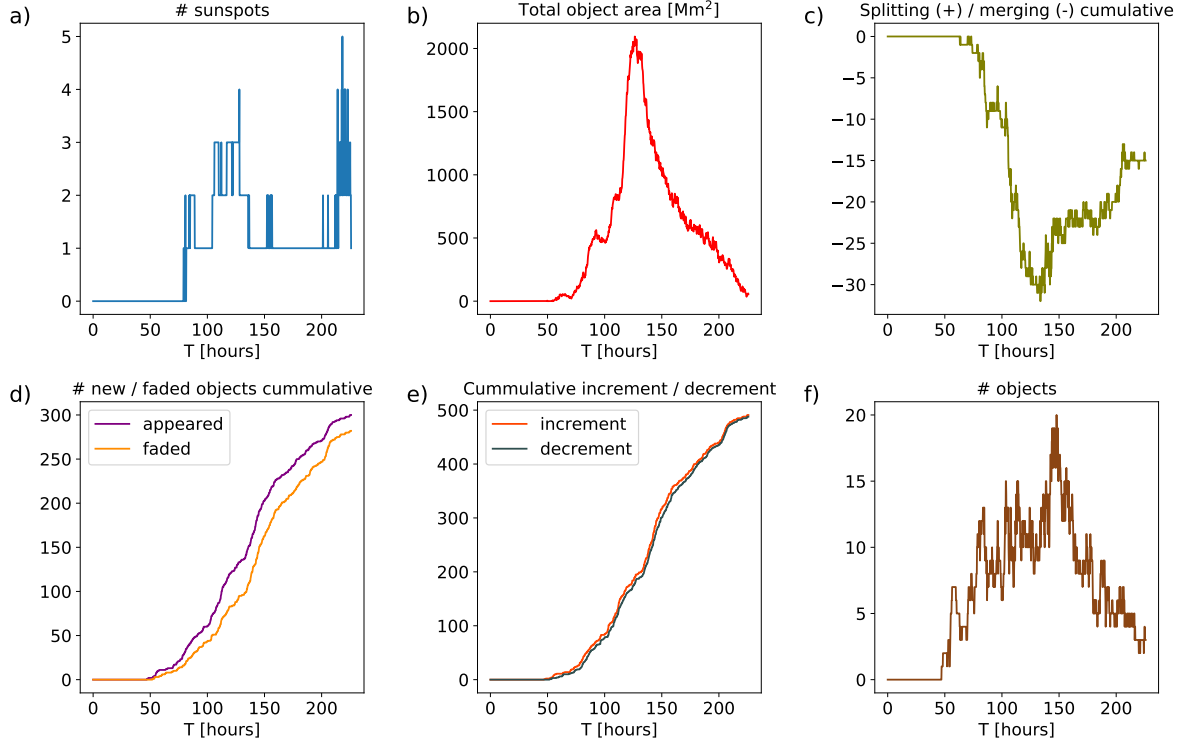 a)
# sunspots
5
4
3
2
1
0
0 50 100 150 200
T [hours]
b)
Total object area [Mm²]
2000
1500
1000
500
0
0 50 100 150 200
T [hours]
c)
Splitting (+) / merging (-) cumulative
0
−5
−10
−15
−20
−25
−30
0 50 100 150 200
T [hours]
d)
# new / faded objects cummulative
300
250
200
150
100
50
0
appeared
faded
0 50 100 150 200
T [hours]
e)
Cummulative increment / decrement
500
400
300
200
100
0
increment
decrement
0 50 100 150 200
T [hours]
f)
# objects
20
15
10
5
0
0 50 100 150 200
T [hours]